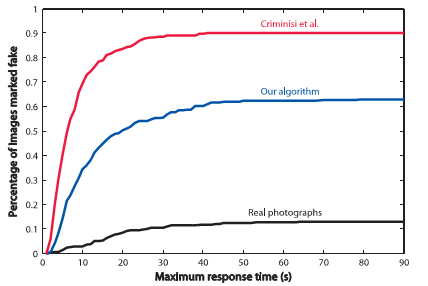 1
0.9
0.8
0.7
0.6
0.5
0.4
0.3
0.2
0.1
0
Percentage of images marked fake
Criminisi et al.
Our algorithm
Real photographs
0 10 20 30 40 50 60 70 80 90
Maximum response time (s)